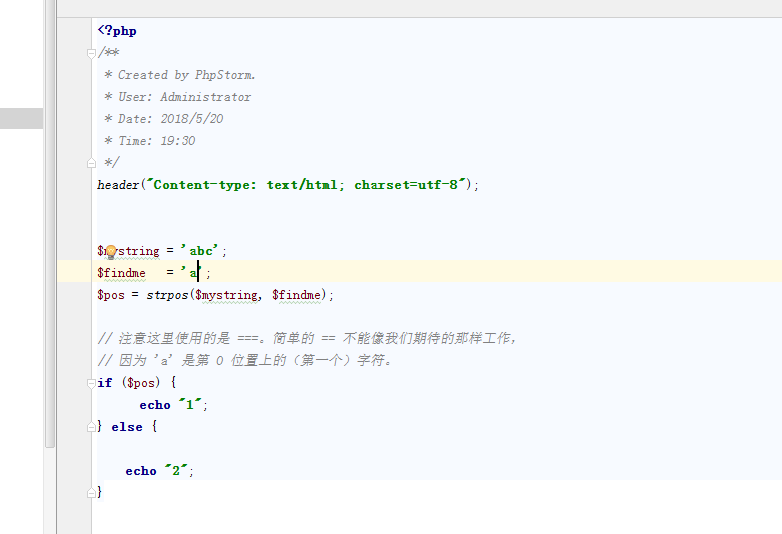 <?php
/**
 * Created by PhpStorm.
 * User: Administrator
 * Date: 2018/5/20
 * Time: 19:30
 */
header("Content-type: text/html; charset=utf-8");
$mystring = 'abc';
$findme   = 'a';
$pos = strpos($mystring, $findme);
// 注意这里使用的是 ===。简单的 == 不能像我们期待的那样工作，
// 因为 'a' 是第 0 位置上的（第一个）字符。
if ($pos) {
      echo "1";
} else {
    echo "2";
}